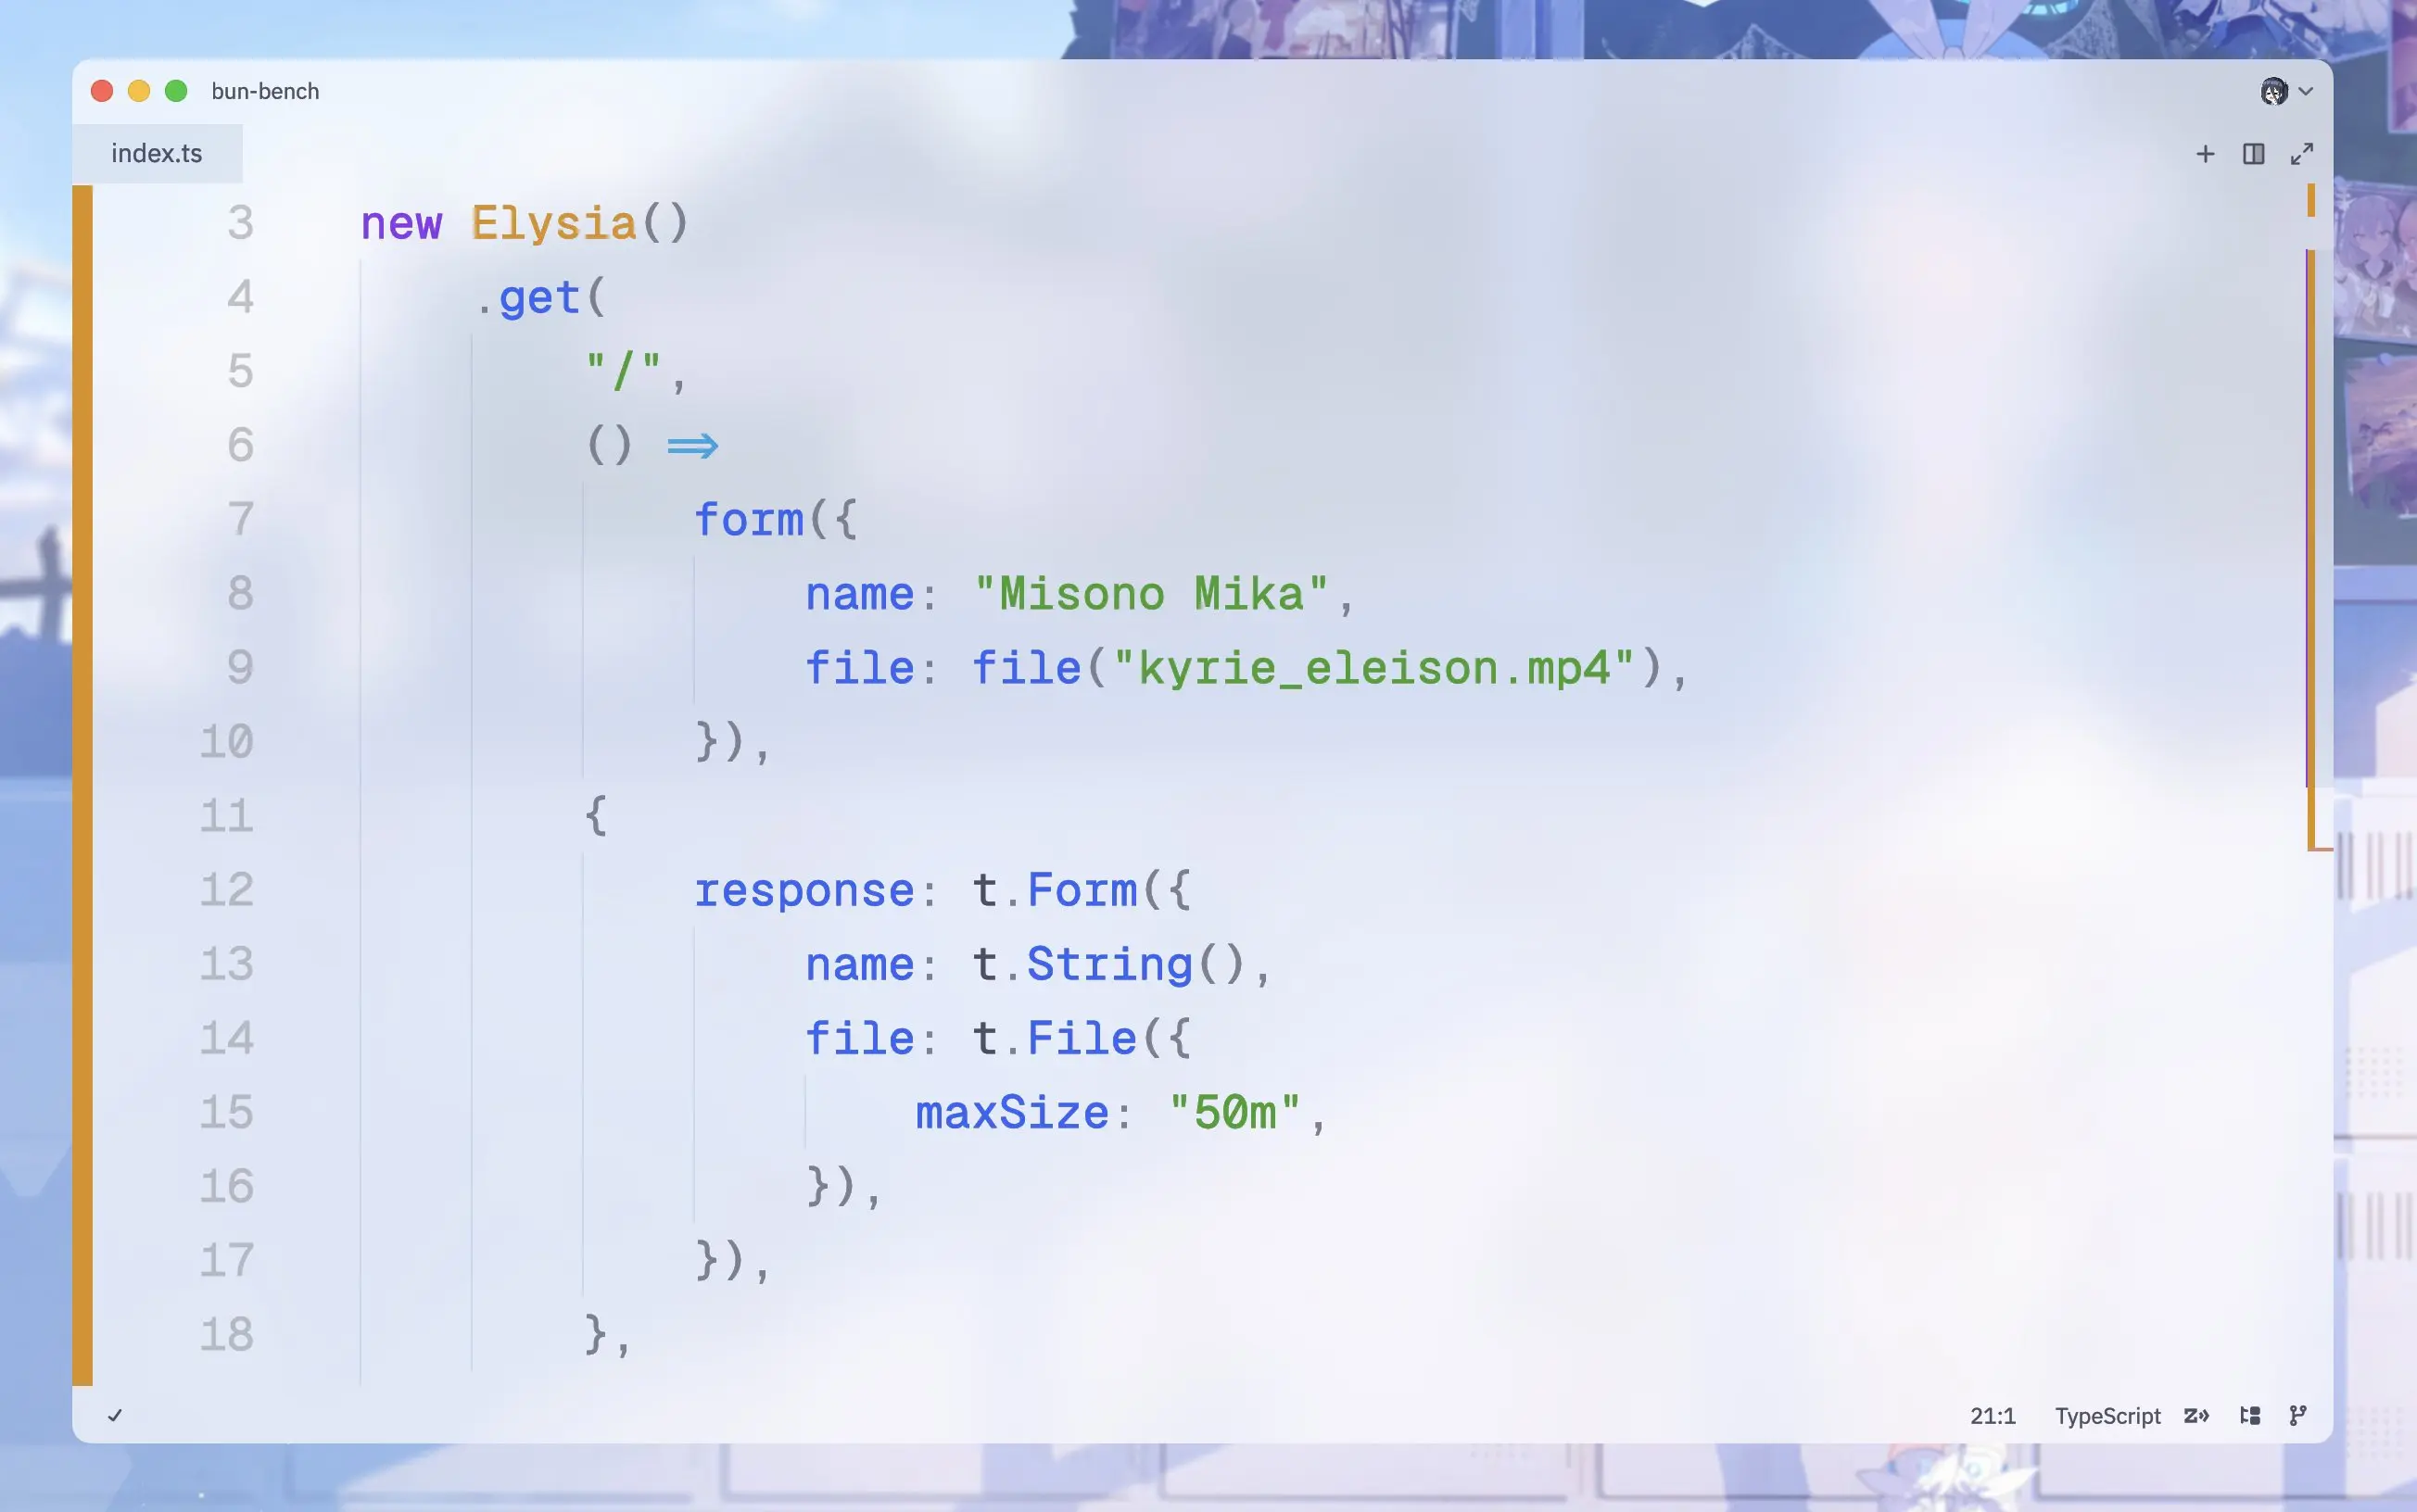 bun-bench
index.ts
3 new Elysia()
4 .get(
5 "/",
6 () =>
7 form({
8 name: "Misono Mika",
9 file: file("kyrie_eleison.mp4"),
10 }),
11 {
12 response: t.Form({
13 name: t.String(),
14 file: t.File({
15 maxSize: "50m",
16 }),
17 }),
18 },
21:1 TypeScript